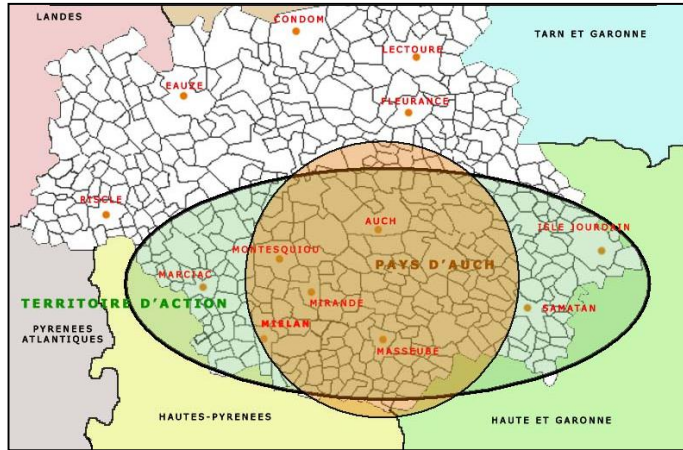 LANDES
CONDOM
TARN ET GARONNE
LECTOURE
EAUZE
FLEURANCE
RISCLE
AUCH
ISLE JOURDAIN
MONTESQUIOU
PAYS D'AUCH
MARCIAC
TERRITOIRE D'ACTION
MIRANDE
SAMATAN
MIELAN
PYRENEES
ATLANTIQUES
MASSEUBE
HAUTES-PYRENEES
HAUTE ET GARONNE